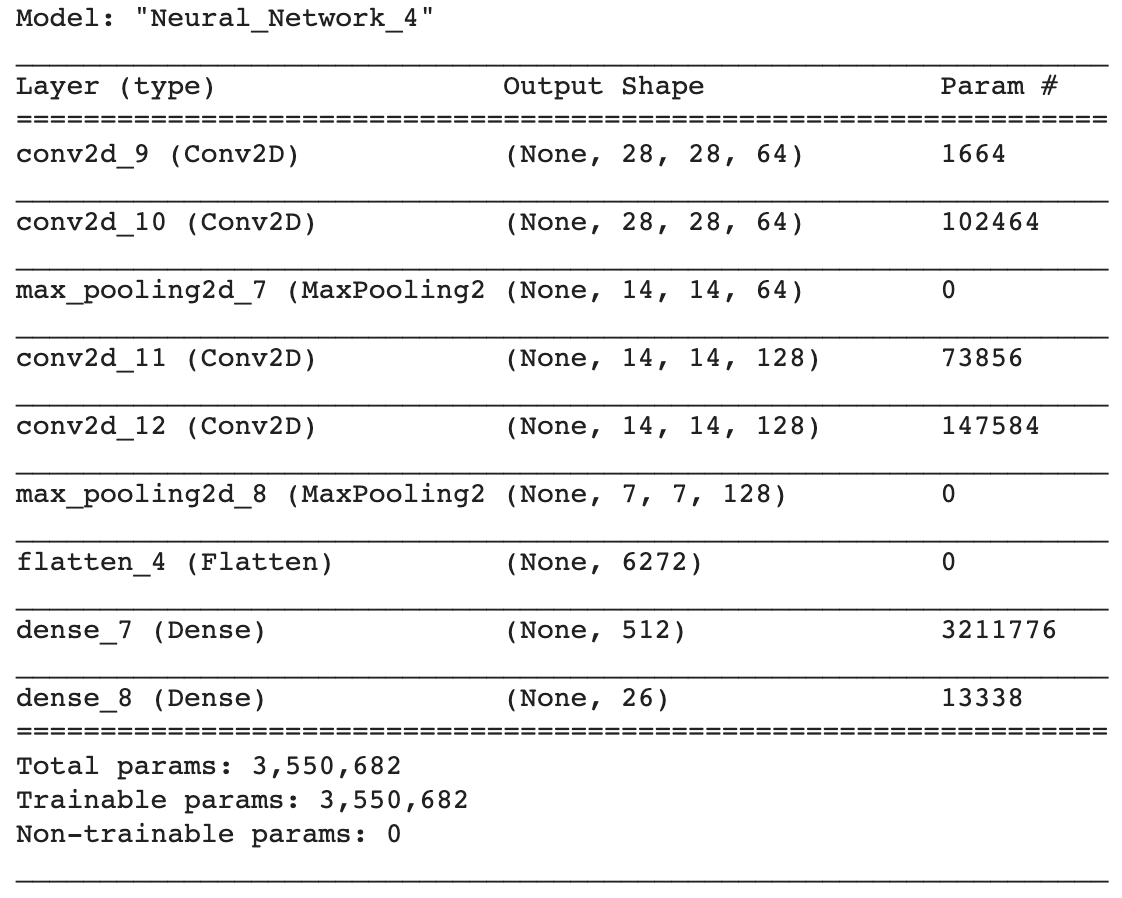 Model: "Neural_Network_4"
Layer (type) Output Shape Param #
conv2d_9 (Conv2D) (None, 28, 28, 64) 1664
conv2d_10 (Conv2D) (None, 28, 28, 64) 102464
max_pooling2d_7 (MaxPooling2 (None, 14, 14, 64) 0
conv2d_11 (Conv2D) (None, 14, 14, 128) 73856
conv2d_12 (Conv2D) (None, 14, 14, 128) 147584
max_pooling2d_8 (MaxPooling2 (None, 7, 7, 128) 0
flatten_4 (Flatten) (None, 6272) 0
dense_7 (Dense) (None, 512) 3211776
dense_8 (Dense) (None, 26) 13338
Total params: 3,550,682
Trainable params: 3,550,682
Non-trainable params: 0